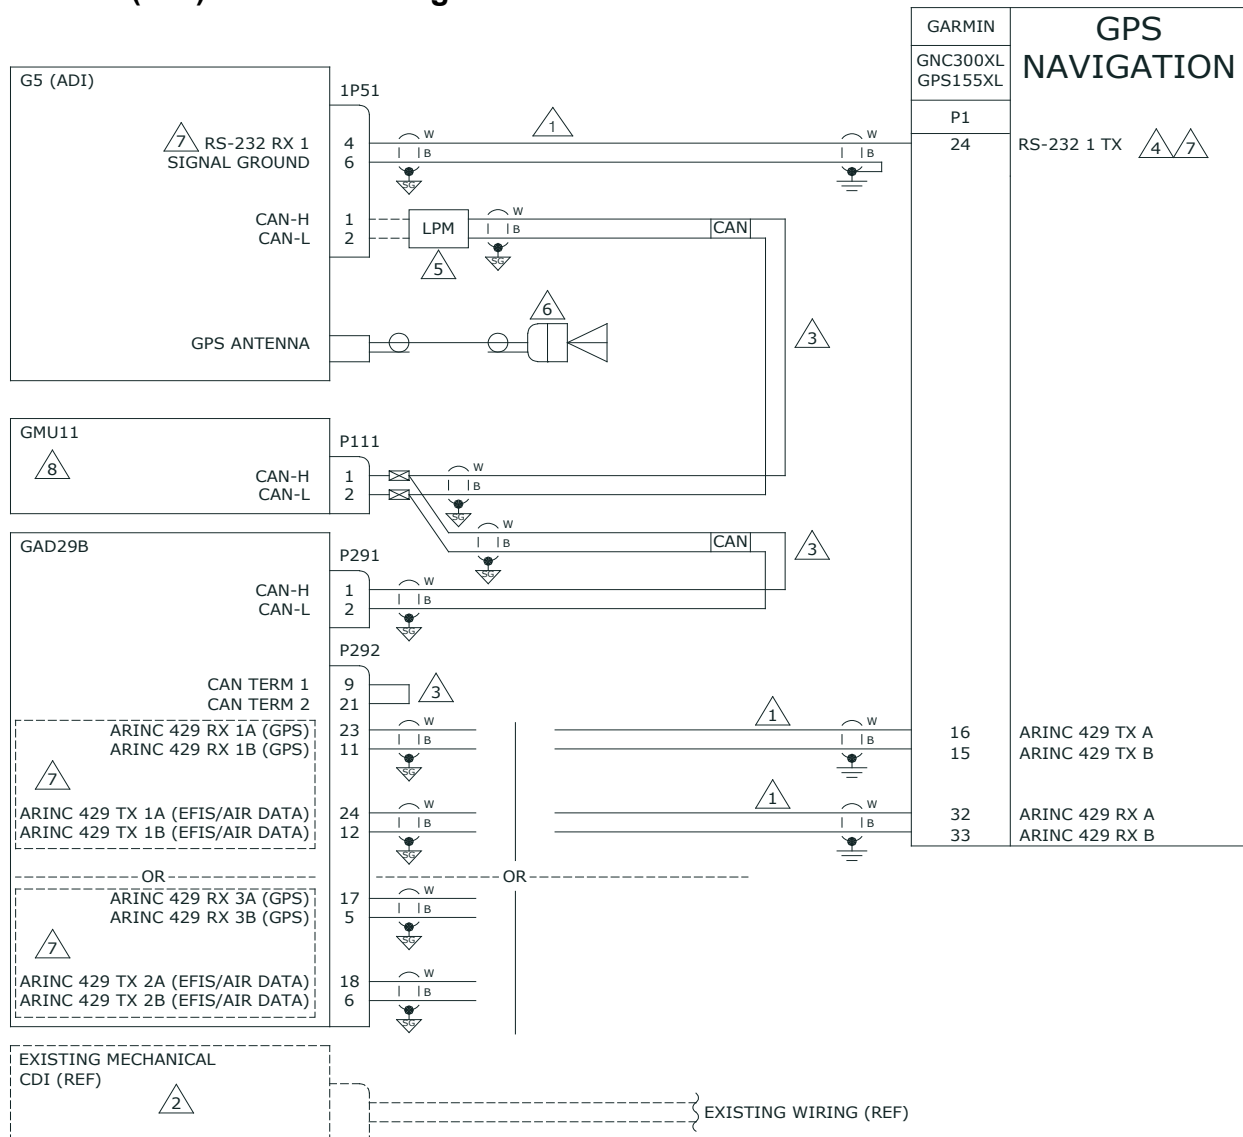 GARMIN
GPS
NAVIGATION
GNC300XL
GPS155XL
P1
G5 (ADI)
1P51
7 RS-232 RX 1 4 W B 1 W B 24 RS-232 1 TX 4 7
SIGNAL GROUND 6
SG
CAN-H 1 LPM W CAN
CAN-L 2 B
5 SG
6
GPS ANTENNA
3
GMU11
P111
8
CAN-H 1 W
CAN-L 2 B
SG
GAD29B
W
B CAN 3
SG
P291
CAN-H 1 W
CAN-L 2 B
SG
P292
CAN TERM 1 9 3
CAN TERM 2 21
ARINC 429 RX 1A (GPS) 23 W 1 W 16 ARINC 429 TX A
ARINC 429 RX 1B (GPS) 11 B B 15 ARINC 429 TX B
7 SG
ARINC 429 TX 1A (EFIS/AIR DATA) 24 W 1 W 32 ARINC 429 RX A
ARINC 429 TX 1B (EFIS/AIR DATA) 12 B B 33 ARINC 429 RX B
SG
OR OR
ARINC 429 RX 3A (GPS) 17 W
ARINC 429 RX 3B (GPS) 5 B
7 SG
ARINC 429 TX 2A (EFIS/AIR DATA) 18 W
ARINC 429 TX 2B (EFIS/AIR DATA) 6 B
SG
EXISTING MECHANICAL
CDI (REF)
2
EXISTING WIRING (REF)